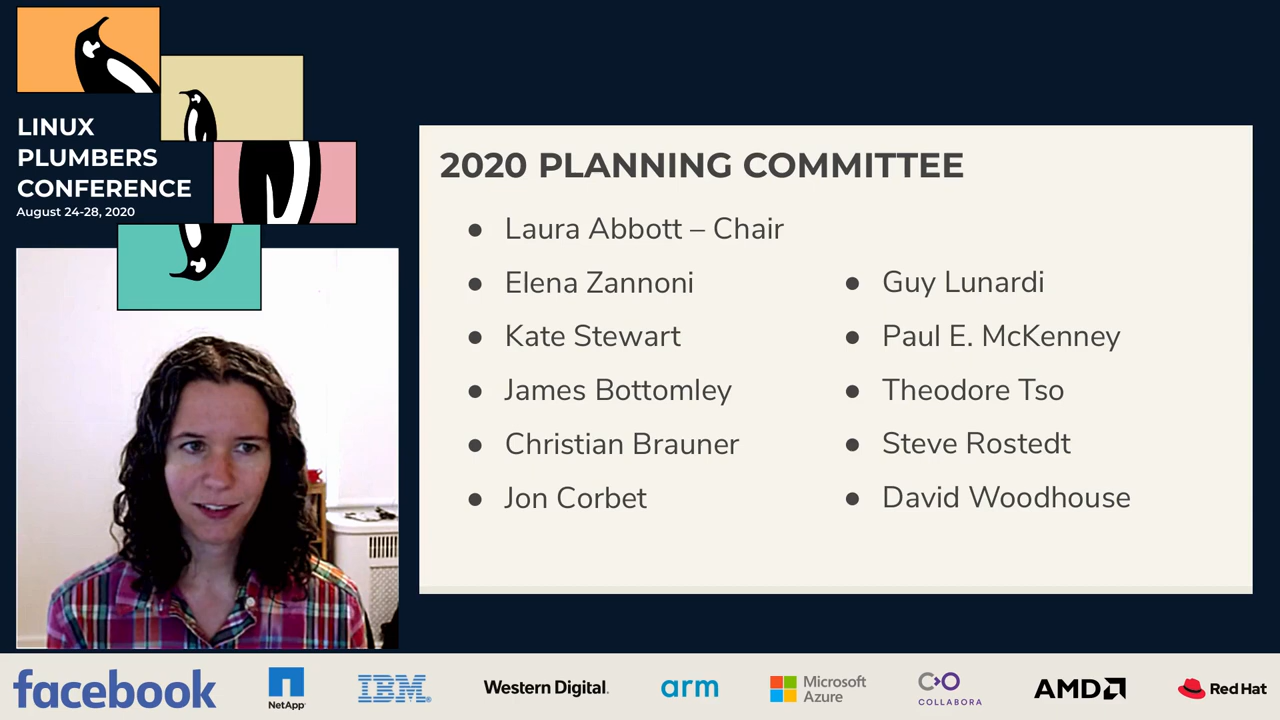 LINUX
PLUMBERS
CONFERENCE
August 24-28, 2020
2020 PLANNING COMMITTEE
● Laura Abbott – Chair
● Elena Zannoni
● Kate Stewart
● James Bottomley
● Christian Brauner
● Jon Corbet
● Guy Lunardi
● Paul E. McKenney
● Theodore Tso
● Steve Rostedt
● David Woodhouse
facebook
NetApp
IBM®
Western Digital®
arm
Microsoft
Azure
COLLABORA
AMD
Red Hat